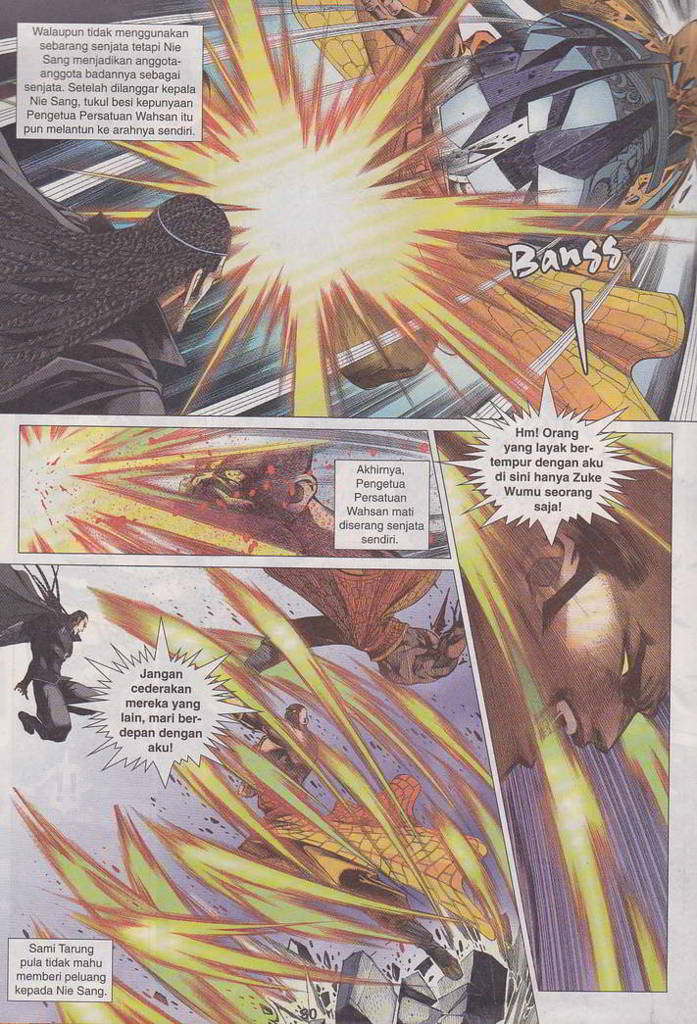 Walaupun tidak menggunakan
sebarang senjata tetapi Nie
Sang menjadikan anggota-
anggota badannya sebagai
senjata. Setelah dilanggar kepala
Nie Sang, tukul besi kepunyaan
Pengetua Persatuan Wahsan itu
pun melantun ke arahnya sendiri.
Bangss
!
Akhirnya,
Pengetua
Persatuan
Wahsan mati
diserang senjata
sendiri.
Hm! Orang
yang layak ber-
tempur dengan aku
di sini hanya Zuke
Wumu seorang
saja!
Jangan
cederakan
mereka yang
lain, mari ber-
depan dengan
aku!
Sami Tarung
pula tidak mahu
memberi peluang
kepada Nie Sang.
80